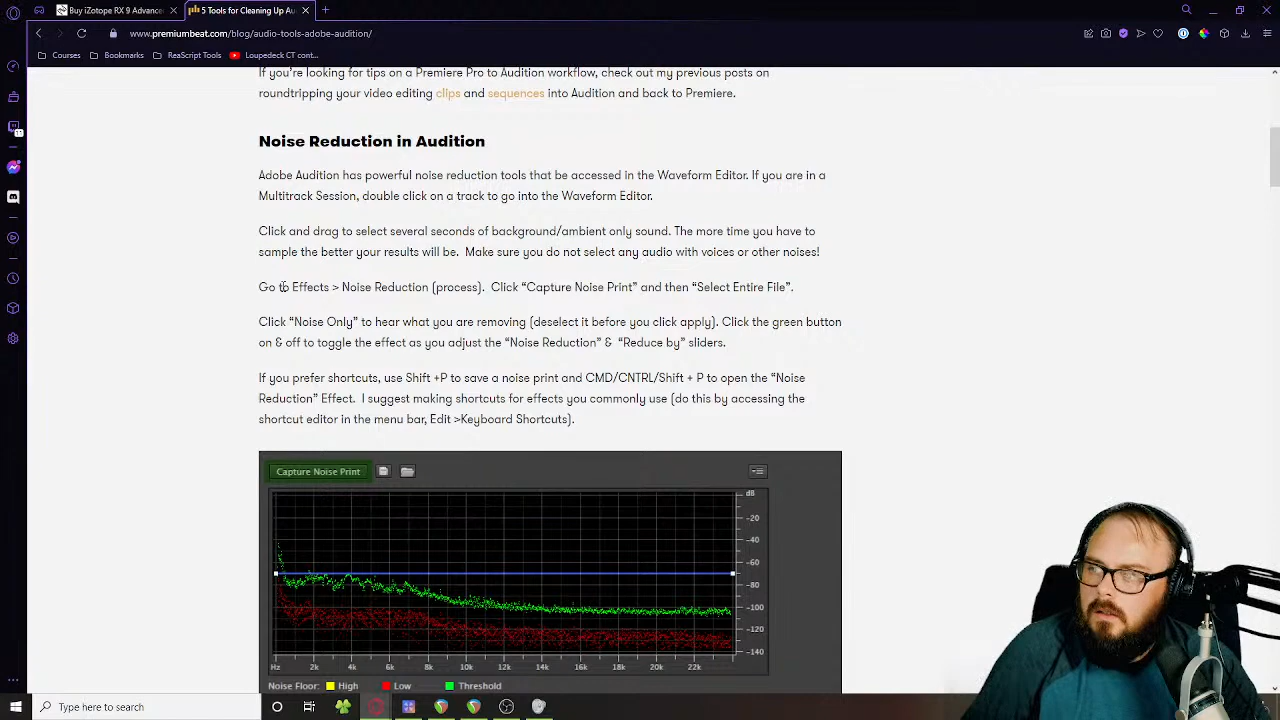 Buy iZotope RX 9 Advanced
5 Tools for Cleaning Up Au
www.premiumbeat.com/blog/audio-tools-adobe-audition/
Courses
Bookmarks
ReaScript Tools
Loupedeck CT cont...
If you're looking for tips on a Premiere Pro to Audition workflow, check out my previous posts on
roundtripping your video editing clips and sequences into Audition and back to Premiere.
Noise Reduction in Audition
Adobe Audition has powerful noise reduction tools that be accessed in the Waveform Editor. If you are in a
Multitrack Session, double click on a track to go into the Waveform Editor.
Click and drag to select several seconds of background/ambient only sound. The more time you have to
sample the better your results will be. Make sure you do not select any audio with voices or other noises!
Go to Effects > Noise Reduction (process). Click “Capture Noise Print” and then “Select Entire File”.
Click “Noise Only” to hear what you are removing (deselect it before you click apply). Click the green button
on & off to toggle the effect as you adjust the “Noise Reduction” & “Reduce by” sliders.
If you prefer shortcuts, use Shift +P to save a noise print and CMD/CNTRL/Shift + P to open the “Noise
Reduction” Effect. I suggest making shortcuts for effects you commonly use (do this by accessing the
shortcut editor in the menu bar, Edit >Keyboard Shortcuts).
Capture Noise Print
dB
-20
-40
-60
-80
-100
-120
-140
Hz 2k 4k 6k 8k 10k 12k 14k 16k 18k 20k 22k
Noise Floor: High Low Threshold
Type here to search